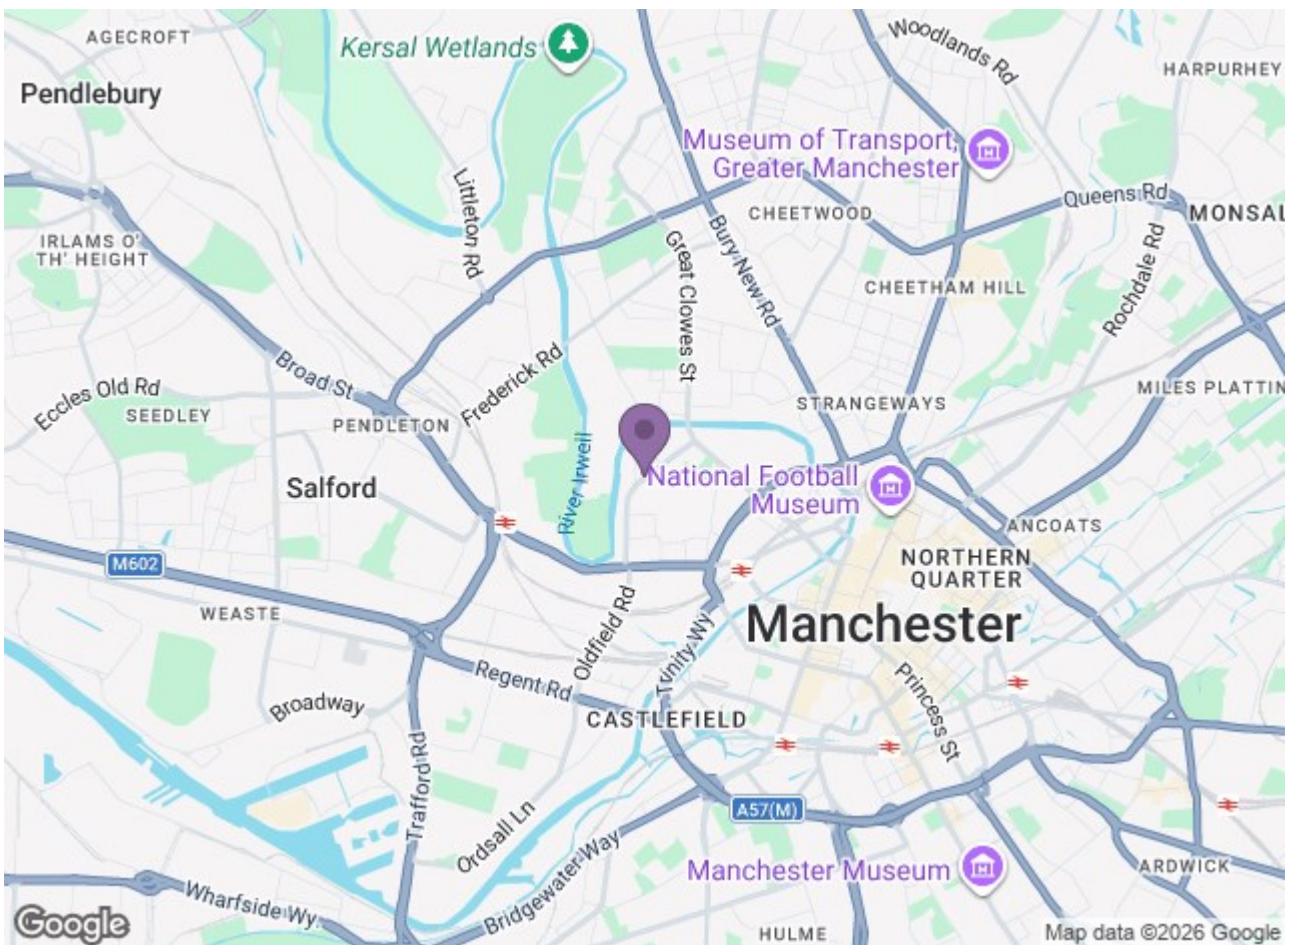 AGECROFT
Kersal Wetlands
Woodlands Rd
HARPURHEY
Pendlebury
Museum of Transport,
Greater Manchester
Littleton Rd
Queens Rd
CHEETWOOD
MONSAL
IRLAMS O'
TH' HEIGHT
Great Clowes St
Bury New Rd
Rochdale Rd
CHEETHAM HILL
Broad St
Frederick Rd
Eccles Old Rd
SEEDLEY
PENDLETON
STRANGEWAYS
MILES PLATTIN
River Irwell
Salford
National Football
Museum
ANCOATS
M602
NORTHERN
QUARTER
WEASTE
Oldfield Rd
Manchester
Trinity Wy
Regent Rd
Princess St
Broadway
CASTLEFIELD
Trafford Rd
Ordsall Ln
A57(M)
Bridgewater Way
Manchester Museum
ARDWICK
Wharfside Wy.
Google
HULME
Map data ©2026 Google